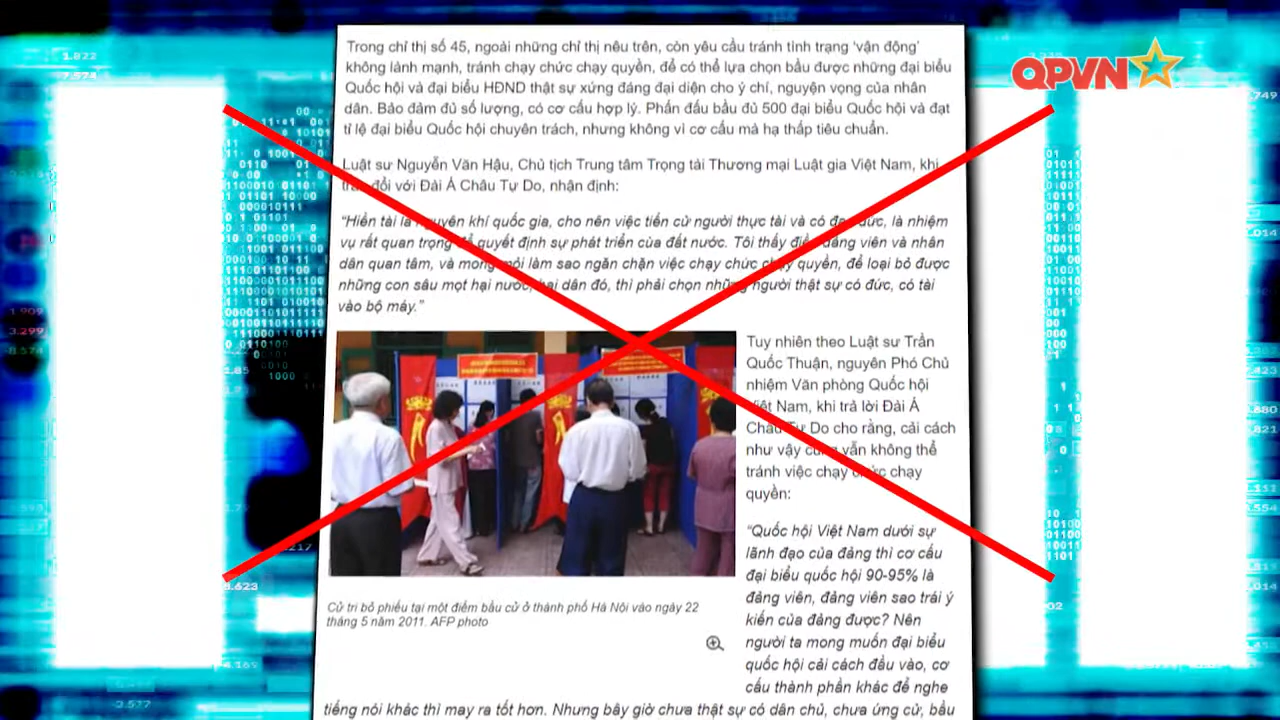 Trong chỉ thị số 45, ngoài những chỉ thị nêu trên, còn yêu cầu tránh tình trạng ‘vận động’
không lành mạnh, tránh chạy chức chạy quyền, để có thể lựa chọn bầu được những đại biểu
Quốc hội và đại biểu HĐND thật sự xứng đáng đại diện cho ý chí, nguyện vọng của nhân
dân. Bảo đảm đủ số lượng, có cơ cấu hợp lý. Phấn đấu bầu đủ 500 đại biểu Quốc hội và đạt
tỉ lệ đại biểu Quốc hội chuyên trách, nhưng không vì cơ cấu mà hạ thấp tiêu chuẩn.
QPVN
Luật sư Nguyễn Văn Hậu, Chủ tịch Trung tâm Trọng tài Thương mại Luật gia Việt Nam, khi
trao đổi với Đài Á Châu Tự Do, nhận định:
“Hiền tài là nguyên khí quốc gia, cho nên việc tiến cử người thực tài và có đạo đức, là nhiệm
vụ rất quan trọng để quyết định sự phát triển của đất nước. Tôi thấy điều đảng viên và nhân
dân quan tâm, và mong mỏi làm sao ngăn chặn việc chạy chức chạy quyền, để loại bỏ được
những con sâu mọt hại nước, hại dân đó, thì phải chọn những người thật sự có đức, có tài
vào bộ máy.”
Tuy nhiên theo Luật sư Trần
Quốc Thuận, nguyên Phó Chủ
nhiệm Văn phòng Quốc hội
Việt Nam, khi trả lời Đài Á
Châu Tự Do cho rằng, cải cách
như vậy cũng vẫn không thể
tránh việc chạy chức chạy
quyền:
“Quốc hội Việt Nam dưới sự
lãnh đạo của đảng thì cơ cấu
đại biểu quốc hội 90-95% là
đảng viên, đảng viên sao trái ý
kiến của đảng được? Nên
người ta mong muốn đại biểu
quốc hội cải cách đầu vào, cơ
cấu thành phần khác để nghe
tiếng nói khác thì may ra tốt hơn. Nhưng bây giờ chưa thật sự có dân chủ, chưa ứng cử, bầu
Cử tri bỏ phiếu tại một điểm bầu cử ở thành phố Hà Nội vào ngày 22
tháng 5 năm 2011. AFP photo